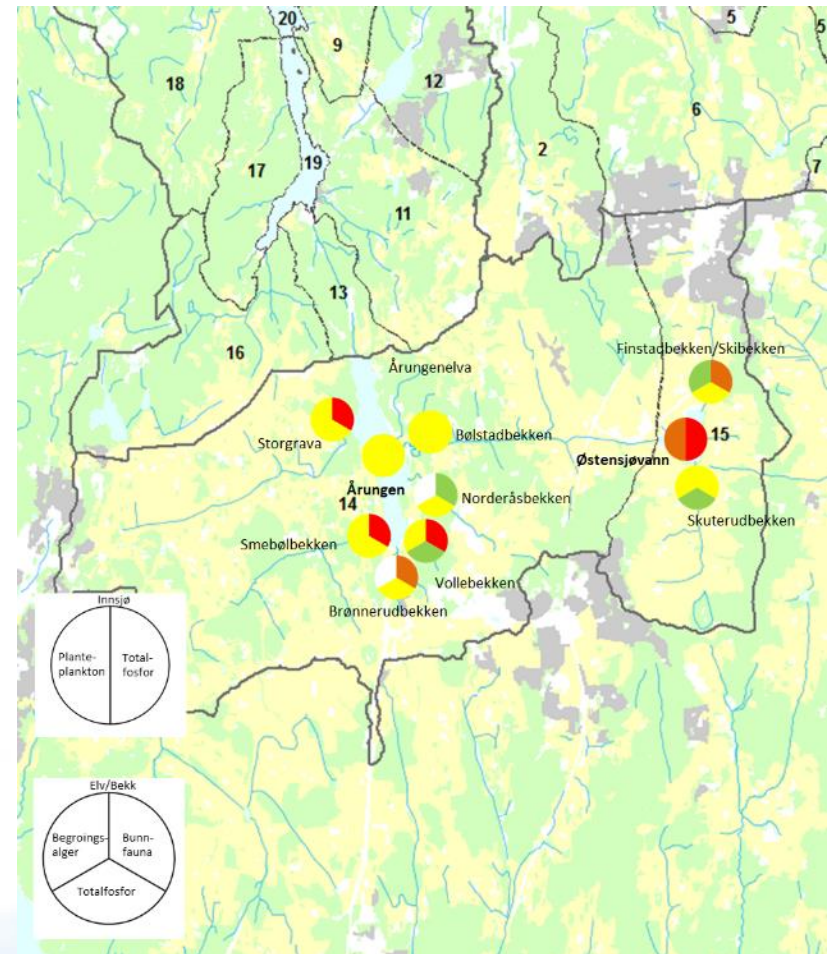 20
9
5
5
18
12
6
2
17
19
7
11
13
16
Årungenelva
Finstadbekken/Skibekken
Storgrava
Bølstadbekken
15
Østensjøvann
Årungen
14
Norderåsbekken
Skuterudbekken
Smebølbekken
Vollebekken
Brønnerudbekken
Innsjø
Plante-
plankton
Total-
fosfor
Elv/Bekk
Begroings-
alger
Bunn-
fauna
Totalfosfor